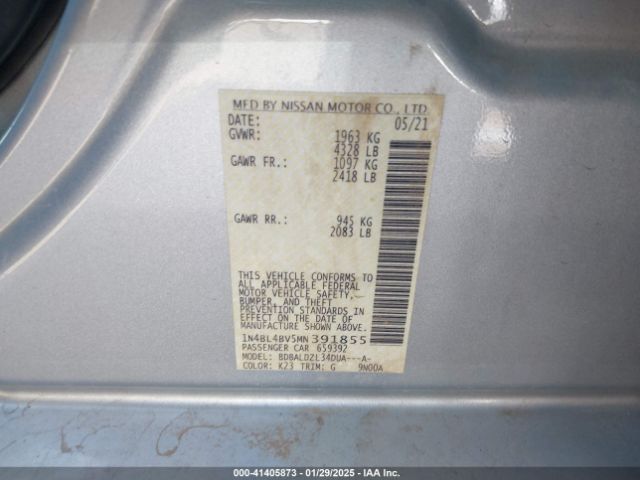 MFD BY NISSAN MOTOR CO., LTD
DATE: 05/21
GVWR: 1963 KG
4328 LB
GAWR FR.: 1097 KG
2418 LB
GAWR RR.: 945 KG
2083 LB
THIS VEHICLE CONFORMS TO
ALL APPLICABLE FEDERAL
MOTOR VEHICLE SAFETY,
BUMPER, AND THEFT
PREVENTION STANDARDS IN
EFFECT ON THE DATE OF
MANUFACTURE SHOWN ABOVE.
1N4BL4BV5MN391855
PASSENGER CAR 659392
MODEL: BDBALDZL34DUA---A-
COLOR: K23 TRIM: G 9N00A
000-41405873 | 01/29/2025 | IAA Inc.